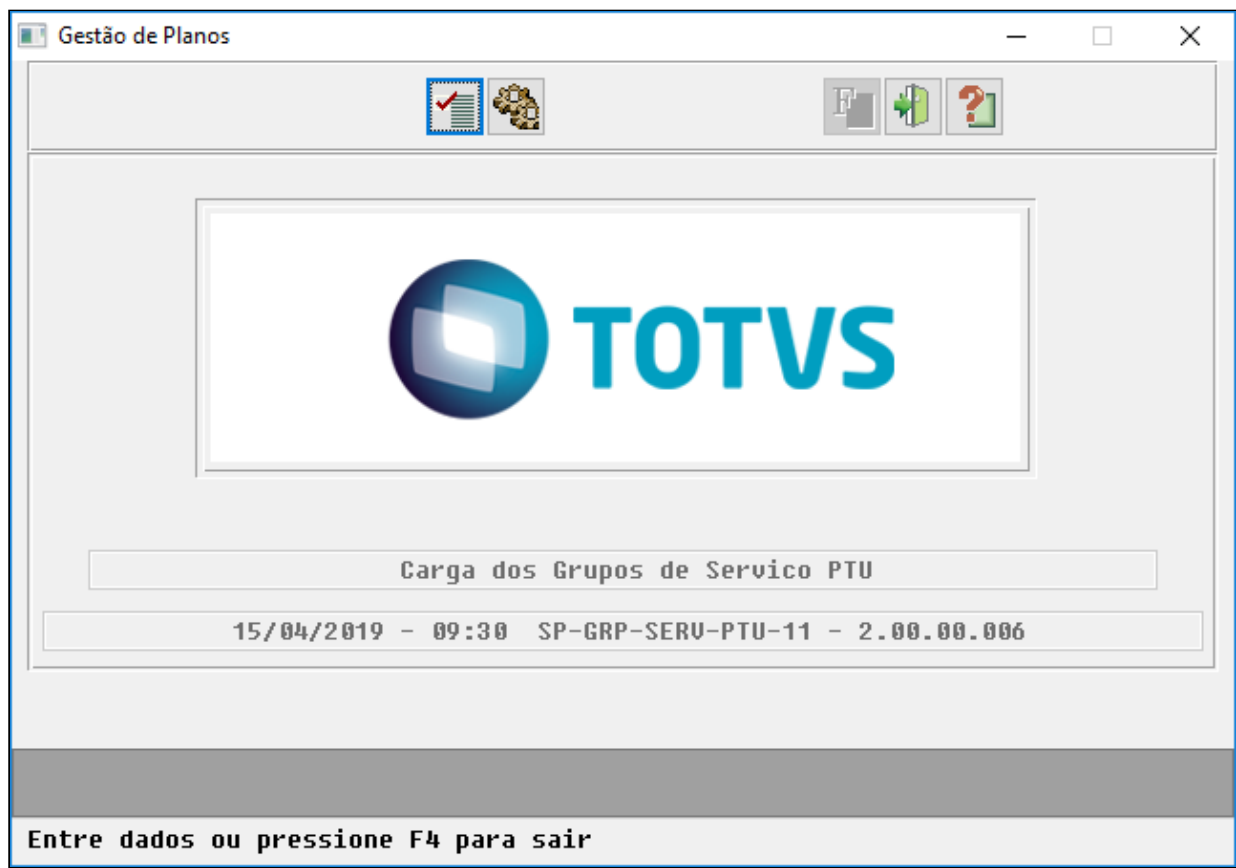 Gestão de Planos
F
TOTVS
Carga dos Grupos de Servico PTU
15/04/2019 - 09:30 SP-GRP-SERV-PTU-11 - 2.00.00.006
Entre dados ou pressione F4 para sair